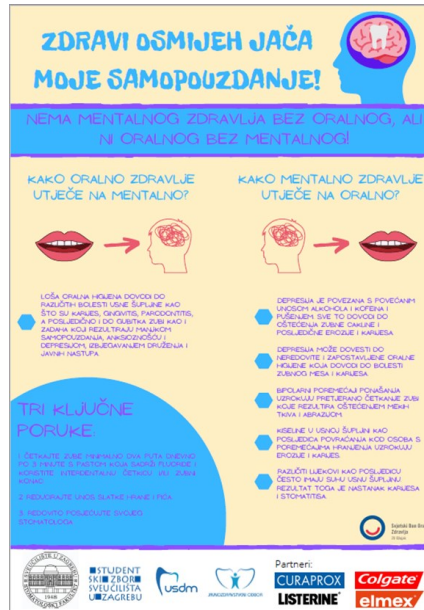 ZDRAVI OSMIJEH JAČA
MOJE SAMOPOUZDANJE!
NEMA MENTALNOG ZDRAVLJA BEZ ORALNOG, ALI
NI ORALNOG BEZ MENTALNOG!
KAKO ORALNO ZDRAVLJE
UTJEČE NA MENTALNO?
LOŠA ORALNA HIGIJENA DOVODI DO
RAZLIČITIH BOLESTI USNE ŠUPLJINE KAO
ŠTO SU KARIJES, GINGIVITIS, PARODONTITIS,
A POSLJEDIČNO I DO GUBITKA ZUBI KAO I
ZADAHA KOJI REZULTIRAJU MANJKOM
SAMOPOUZDANJA, ANKSIOZNOŠĆU I
DEPRESIJOM, IZBJEGAVANJEM DRUŽENJA I
JAVNIH NASTUPA
KAKO MENTALNO ZDRAVLJE
UTJEČE NA ORALNO?
DEPRESIJA JE POVEZANA S POVEĆANIM
UNOSOM ALKOHOLA I KOFEINA I
PUŠENJEM. SVE TO DOVODI DO
OŠTEĆENJA ZUBNE CAKLINE I
POSLJEDIČNE EROZIJE I KARIJESA
DEPRESIJA MOŽE DOVESTI DO
NEREDOVITE I ZAPOSTAVLJENE ORALNE
HIGIJENE KOJA DOVODI DO BOLESTI
ZUBNOG MESA I KARIJESA
BIPOLARNI POREMEĆAJI PONAŠANJA
UZROKUJU PRETJERANO ČETKANJE ZUBI
KOJE REZULTIRA OŠTEĆENJEM MEKIH
TKIVA I ABRAZIJOM
KISELINE U USNOJ ŠUPLJINI KAO
POSLJEDICA POVRAĆANJA KOD OSOBA S
POREMEĆAJIMA HRANJENJA UZROKUJU
EROZIJE I KARIJES
RAZLIČITI LIJEKOVI KAO POSLJEDICU
ČESTO IMAJU SUHU USNU ŠUPLJINU
REZULTAT TOGA JE NASTANAK KARIJESA
I STOMATITISA
TRI KLJUČNE
PORUKE:
1. ČETKAJTE ZUBE MINIMALNO DVA PUTA DNEVNO
PO 3 MINUTE S PASTOM KOJA SADRŽI FLUORIDE I
KORISTITE INTERDENTALNU ČETKICU ILI ZUBNI
KONAC
2. REDUCIRAJTE UNOS SLATKE HRANE I PIĆA
3. REDOVITO POSJEĆUJTE SVOJEG
STOMATOLOGA
Svjetski Dan Oralnog
Zdravlja
1948
STUDENT
SKI ZBOR
SVEUČILIŠTA
U ZAGREBU
usdm
Partneri:
CURAPROX
Colgate
LISTERINE
elmex